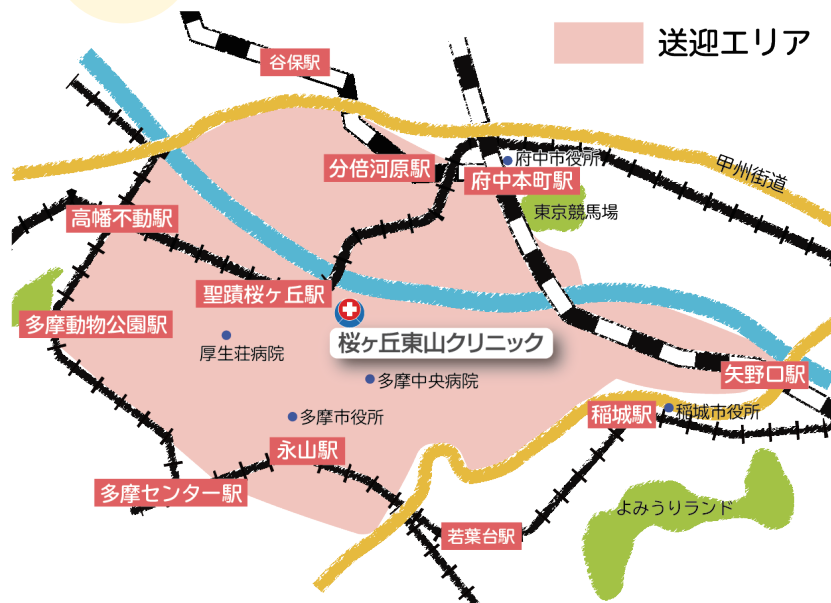 送迎エリア
谷保駅
分倍河原駅
府中市役所
府中本町駅
甲州街道
東京競馬場
高幡不動駅
聖蹟桜ヶ丘駅
多摩動物公園駅
桜ヶ丘東山クリニック
厚生荘病院
多摩中央病院
矢野口駅
稲城駅
稲城市役所
多摩市役所
永山駅
多摩センター駅
よみうりランド
若葉台駅